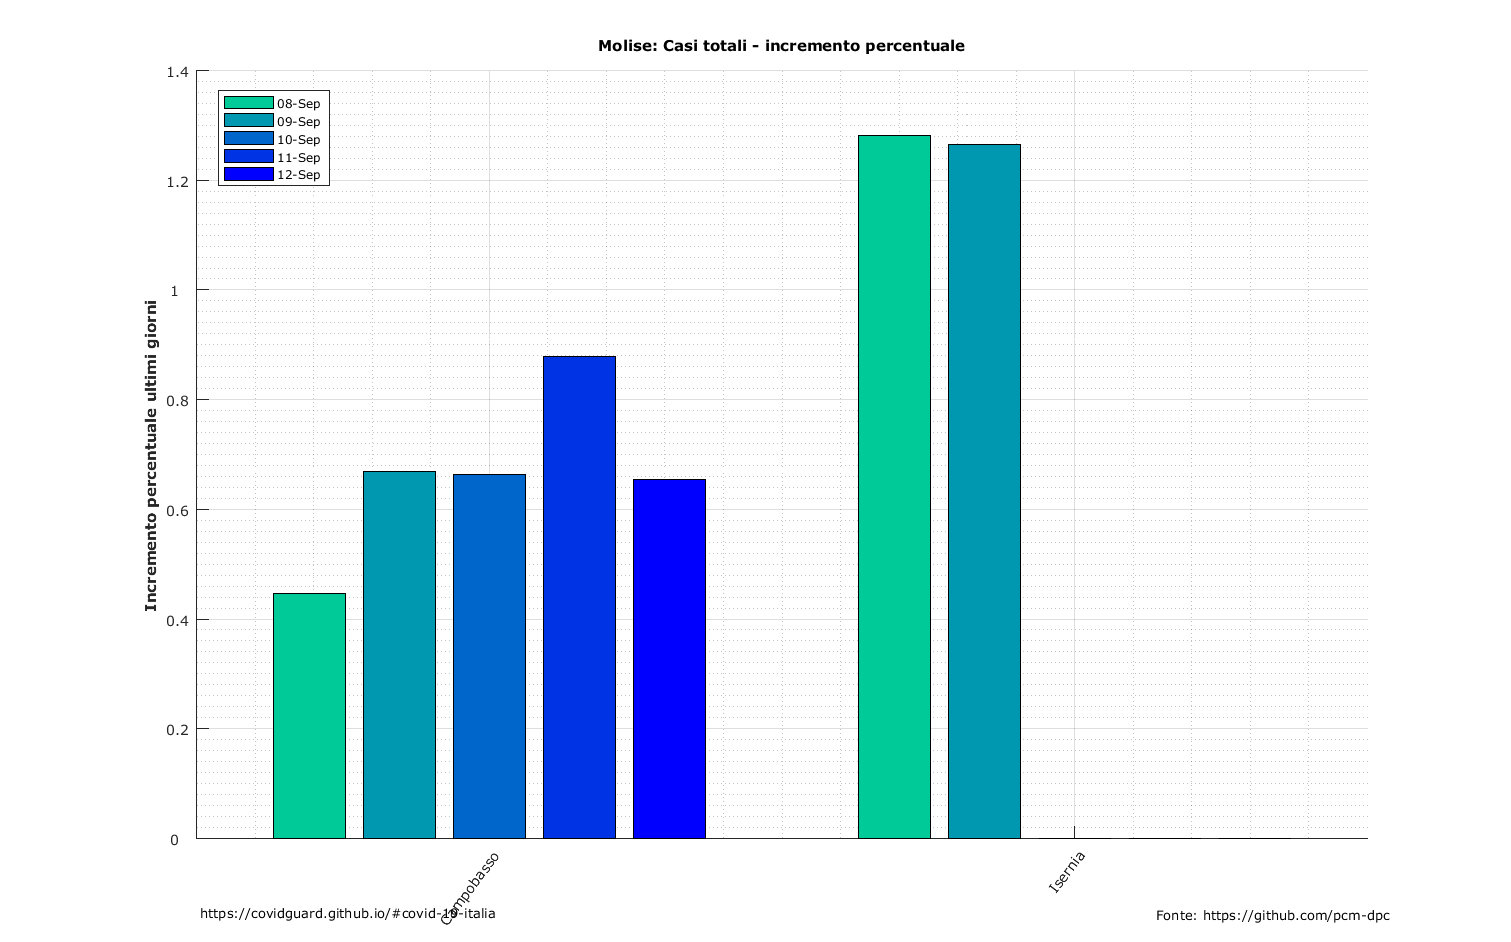 Molise: Casi totali - incremento percentuale
1.4
1.2
1
0.8
0.6
0.4
0.2
0
Incremento percentuale ultimi giorni
08-Sep
09-Sep
10-Sep
11-Sep
12-Sep
Campobasso
Isernia
https://covidguard.github.io/#covid-19-italia
Fonte: https://github.com/pcm-dpc